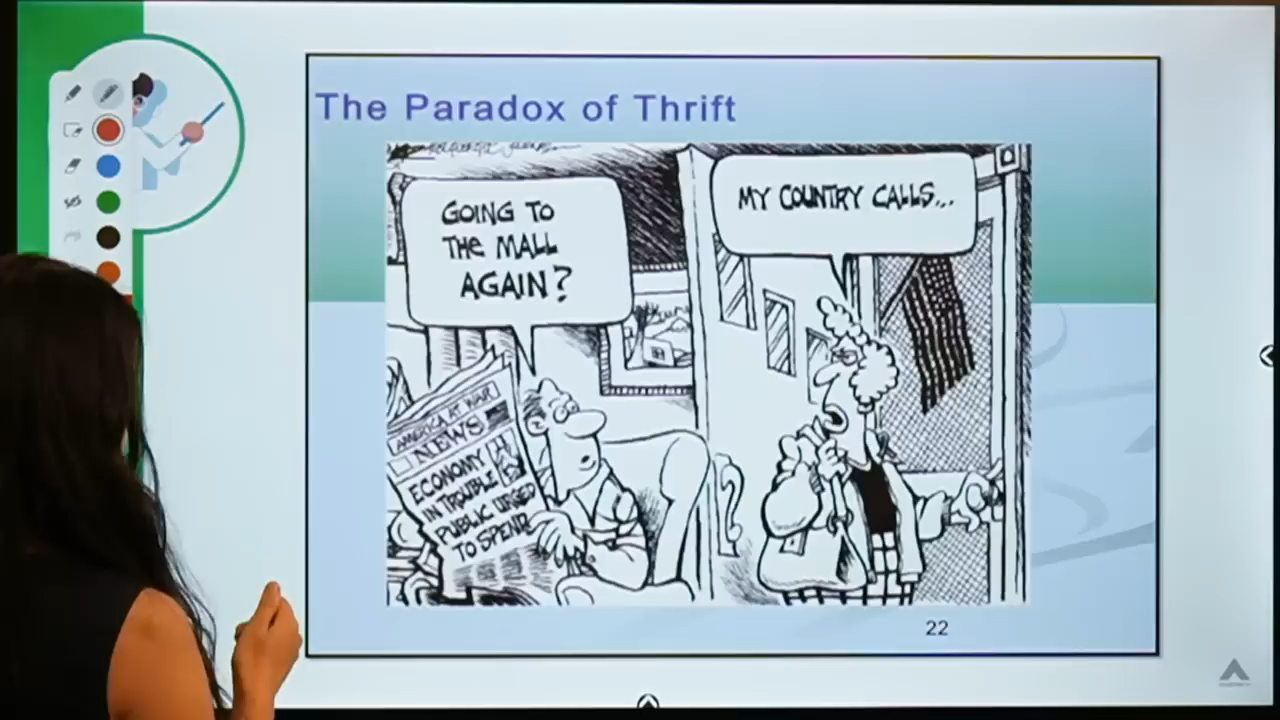 The Paradox of Thrift
GOING TO
THE MALL
AGAIN?
MY COUNTRY CALLS...
AMERICA AT WAR
NEWS
ECONOMY
IN TROUBLE
PUBLIC URGED
TO SPEND
22